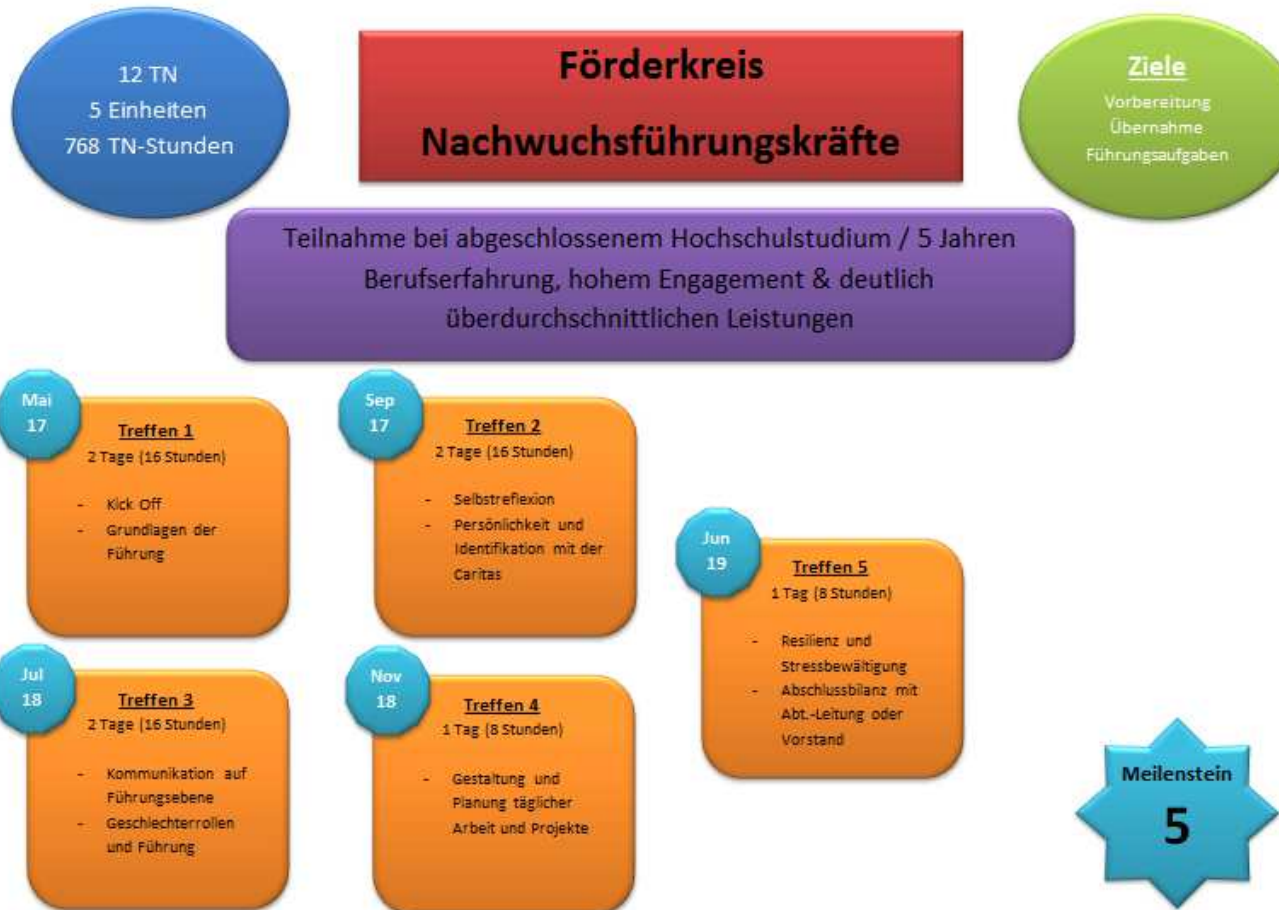 12 TN
5 Einheiten
768 TN-Stunden
Förderkreis
Nachwuchsführungskräfte
Ziele
Vorbereitung
Übernahme
Führungsaufgaben
Teilnahme bei abgeschlossenem Hochschulstudium / 5 Jahren
Berufserfahrung, hohem Engagement & deutlich
überdurchschnittlichen Leistungen
Mai
17
Treffen 1
2 Tage (16 Stunden)
- Kick Off
- Grundlagen der
Führung
Sep
17
Treffen 2
2 Tage (16 Stunden)
- Selbstreflexion
- Persönlichkeit und
Identifikation mit der
Caritas
Jul
18
Treffen 3
2 Tage (16 Stunden)
- Kommunikation auf
Führungsebene
- Geschlechterrollen
und Führung
Nov
18
Treffen 4
1 Tag (8 Stunden)
- Gestaltung und
Planung täglicher
Arbeit und Projekte
Jun
19
Treffen 5
1 Tag (8 Stunden)
- Resilienz und
Stressbewältigung
- Abschlussbilanz mit
Abt.-Leitung oder
Vorstand
Meilenstein
5